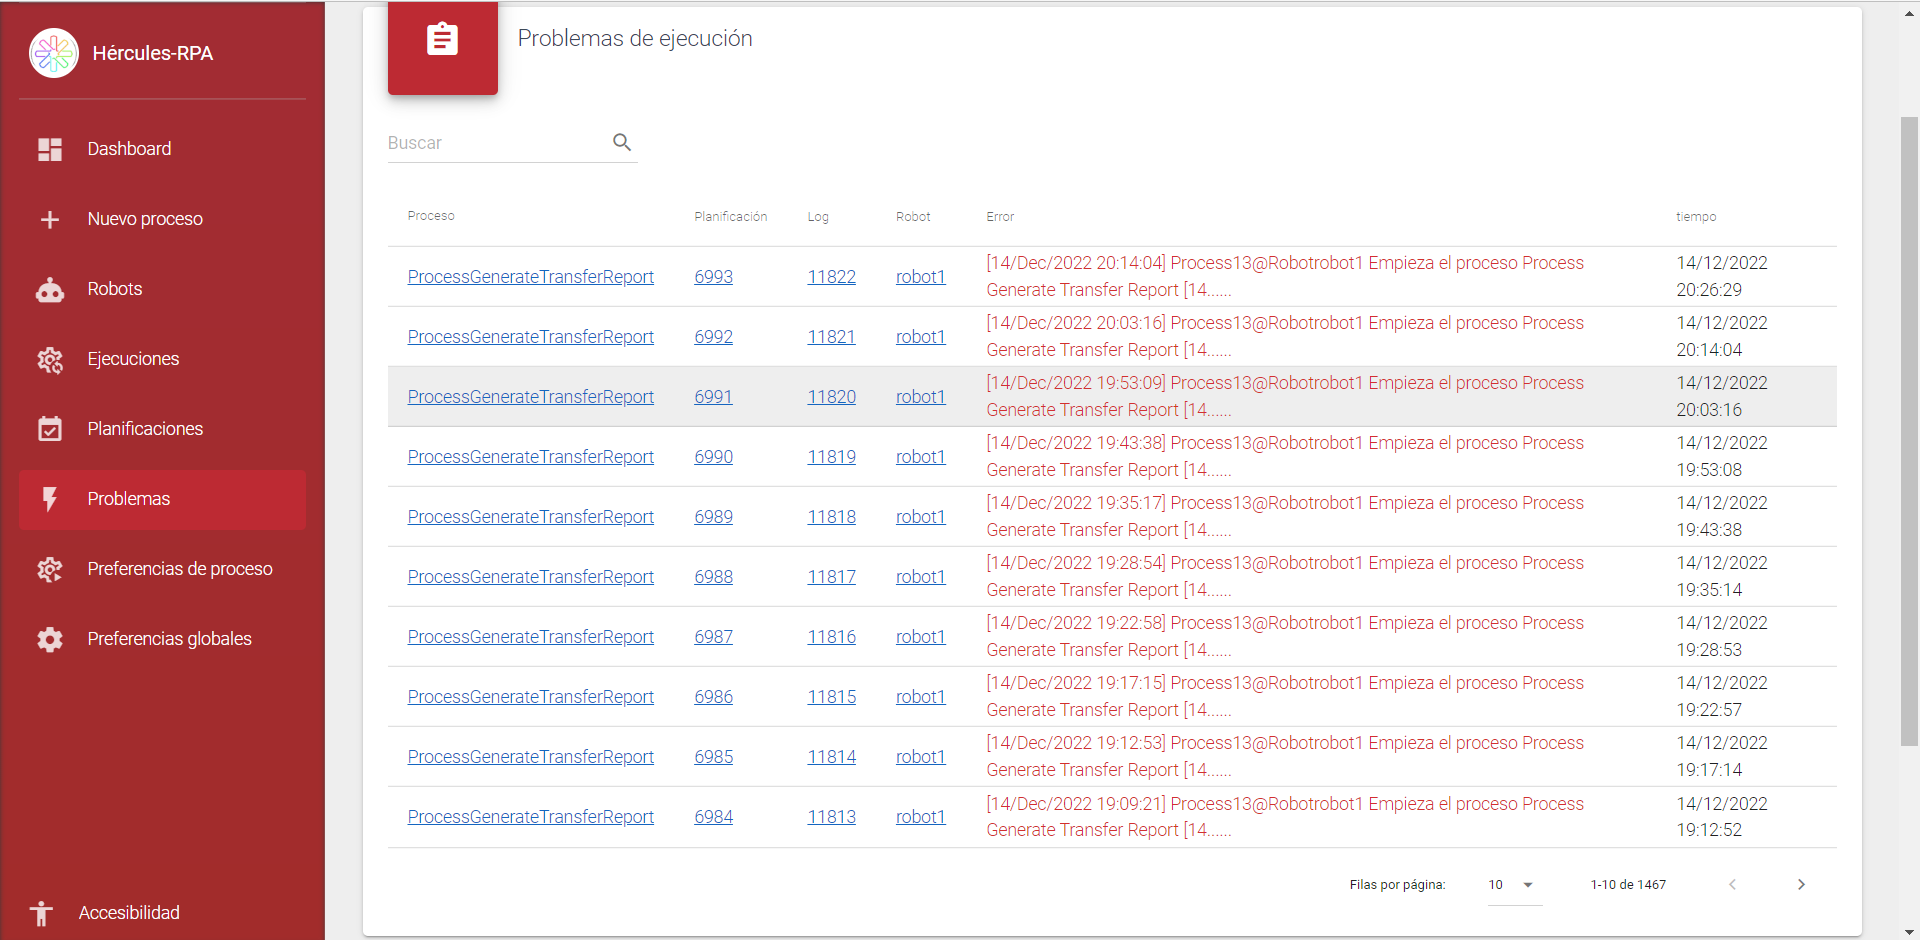 Hércules-RPA
Dashboard
Nuevo proceso
Robots
Ejecuciones
Planificaciones
Problemas
Preferencias de proceso
Preferencias globales
Accesibilidad
Problemas de ejecución
Buscar
Proceso Planificación Log Robot Error tiempo
ProcessGenerateTransferReport 6993 11822 robot1 [14/Dec/2022 20:14:04] Process13@Robotrobot1 Empieza el proceso Process 14/12/2022
Generate Transfer Report [14...... 20:26:29
ProcessGenerateTransferReport 6992 11821 robot1 [14/Dec/2022 20:03:16] Process13@Robotrobot1 Empieza el proceso Process 14/12/2022
Generate Transfer Report [14...... 20:14:04
ProcessGenerateTransferReport 6991 11820 robot1 [14/Dec/2022 19:53:09] Process13@Robotrobot1 Empieza el proceso Process 14/12/2022
Generate Transfer Report [14...... 20:03:16
ProcessGenerateTransferReport 6990 11819 robot1 [14/Dec/2022 19:43:38] Process13@Robotrobot1 Empieza el proceso Process 14/12/2022
Generate Transfer Report [14...... 19:53:08
ProcessGenerateTransferReport 6989 11818 robot1 [14/Dec/2022 19:35:17] Process13@Robotrobot1 Empieza el proceso Process 14/12/2022
Generate Transfer Report [14...... 19:43:38
ProcessGenerateTransferReport 6988 11817 robot1 [14/Dec/2022 19:28:54] Process13@Robotrobot1 Empieza el proceso Process 14/12/2022
Generate Transfer Report [14...... 19:35:14
ProcessGenerateTransferReport 6987 11816 robot1 [14/Dec/2022 19:22:58] Process13@Robotrobot1 Empieza el proceso Process 14/12/2022
Generate Transfer Report [14...... 19:28:53
ProcessGenerateTransferReport 6986 11815 robot1 [14/Dec/2022 19:17:15] Process13@Robotrobot1 Empieza el proceso Process 14/12/2022
Generate Transfer Report [14...... 19:22:57
ProcessGenerateTransferReport 6985 11814 robot1 [14/Dec/2022 19:12:53] Process13@Robotrobot1 Empieza el proceso Process 14/12/2022
Generate Transfer Report [14...... 19:17:14
ProcessGenerateTransferReport 6984 11813 robot1 [14/Dec/2022 19:09:21] Process13@Robotrobot1 Empieza el proceso Process 14/12/2022
Generate Transfer Report [14...... 19:12:52
Filas por página: 10 1-10 de 1467